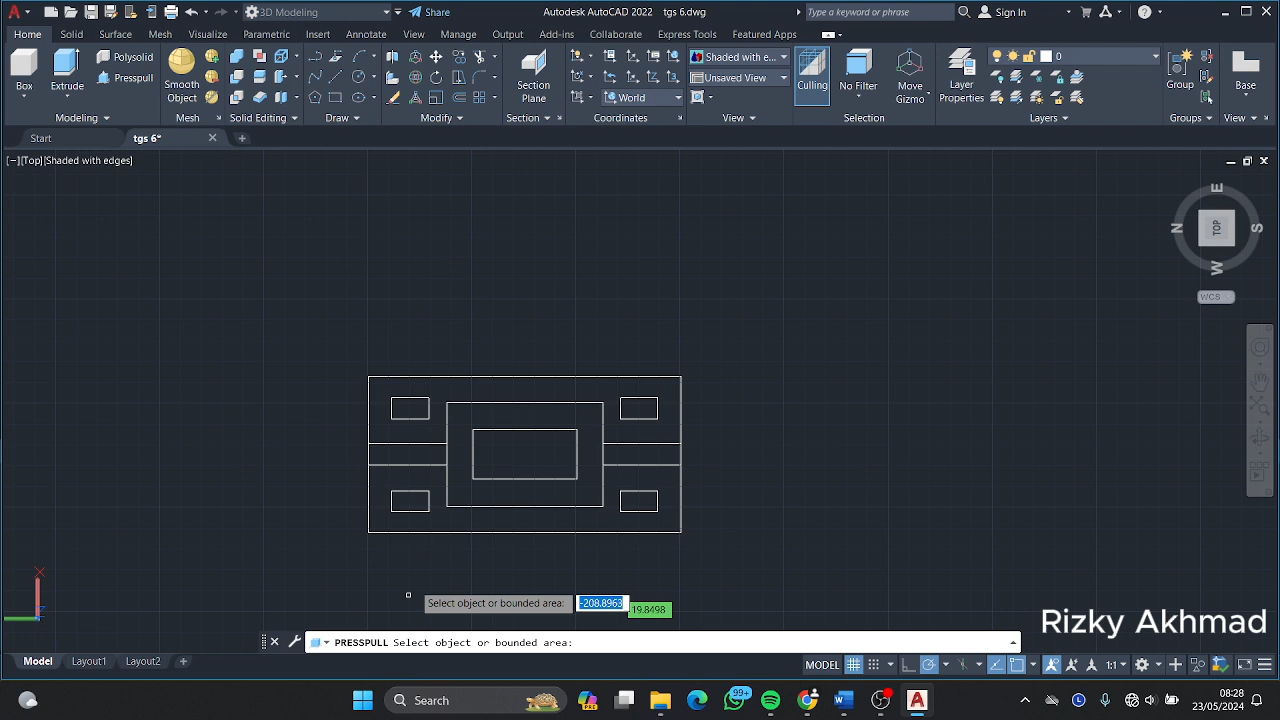 3D Modeling
Share
Autodesk AutoCAD 2022 tgs 6.dwg
Type a keyword or phrase
Sign In
Home Solid Surface Mesh Visualize Parametric Insert Annotate View Manage Output Add-ins Collaborate Express Tools Featured Apps
Box
Extrude
Polysolid
Presspull
Smooth
Object
Section
Plane
World
Shaded with e...
Unsaved View
Culling
No Filter
Move
Gizmo
Layer
Properties
0
Group
Base
Modeling Mesh Solid Editing Draw Modify Section Coordinates View Selection Layers Groups View
Start tgs 6*
[−][Top][Shaded with edges]
E
N TOP S
W
WCS
X
Y
Select object or bounded area: -208.8963
19.8498
Rizky Akhmad
PRESSPULL Select object or bounded area:
Model Layout1 Layout2
MODEL 1:1
Search
PRE
99+
08:28
23/05/2024